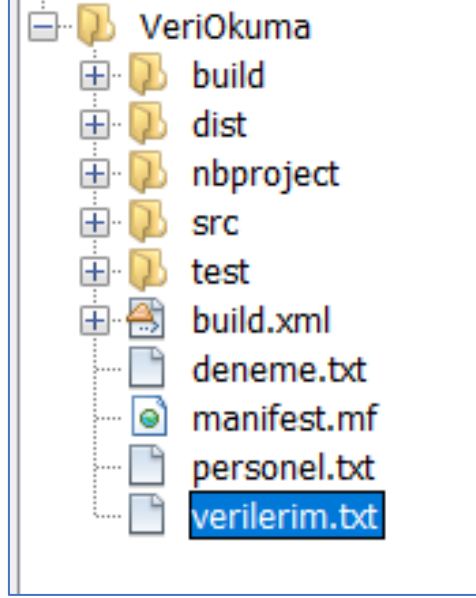 VeriOkuma
build
dist
nbproject
src
test
build.xml
deneme.txt
manifest.mf
personel.txt
verilerim.txt